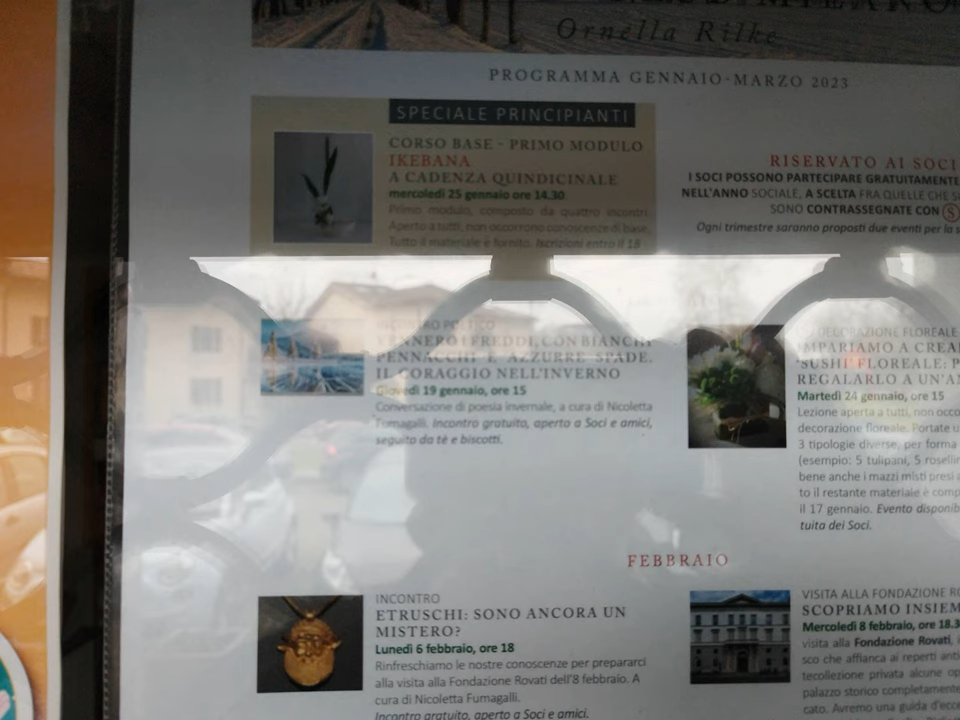 Ornella Rilke
PROGRAMMA GENNAIO-MARZO 2023
SPECIALE PRINCIPIANTI
CORSO BASE - PRIMO MODULO
IKEBANA
A CADENZA QUINDICINALE
mercoledì 25 gennaio ore 14.30
Primo modulo, composto da quattro incontri.
Aperto a tutti, non occorrono conoscenze di base.
Tutto il materiale è fornito. Iscrizioni entro il 18
RISERVATO AI SOCI
I SOCI POSSONO PARTECIPARE GRATUITAMENTE
NELL'ANNO SOCIALE, A SCELTA FRA QUELLE CHE
SONO CONTRASSEGNATE CON S
Ogni trimestre saranno proposti due eventi per la
INCONTRO POETICO
VENNERO I FREDDI, CON BIANCHI
PENNACCHI E AZZURRE SPADE.
IL CORAGGIO NELL'INVERNO
Giovedì 19 gennaio, ore 15
Conversazione di poesia invernale, a cura di Nicoletta
Fumagalli. Incontro gratuito, aperto a Soci e amici,
seguito da tè e biscotti.
DECORAZIONE FLOREALE
IMPARIAMO A CREA
"SUSHI FLOREALE: P
REGALARLO A UN'A
Martedì 24 gennaio, ore 15
Lezione aperta a tutti, non occo
decorazione floreale. Portate
3 tipologie diverse, per forma
(esempio: 5 tulipani, 5 roselli
bene anche i mazzi misti presi
to il restante materiale è comp
il 17 gennaio. Evento disponib
tuita dei Soci.
FEBBRAIO
INCONTRO
ETRUSCHI: SONO ANCORA UN
MISTERO?
Lunedì 6 febbraio, ore 18
Rinfreschiamo le nostre conoscenze per prepararci
alla visita alla Fondazione Rovati dell'8 febbraio. A
cura di Nicoletta Fumagalli.
Incontro gratuito, aperto a Soci e amici.
VISITA ALLA FONDAZIONE RO
SCOPRIAMO INSIEM
Mercoledì 8 febbraio, ore 18.3
visita alla Fondazione Rovati,
sco che affianca ai reperti anti
tecollezione privata alcune op
palazzo storico completamente
cato. Avremo una guida d'ecce